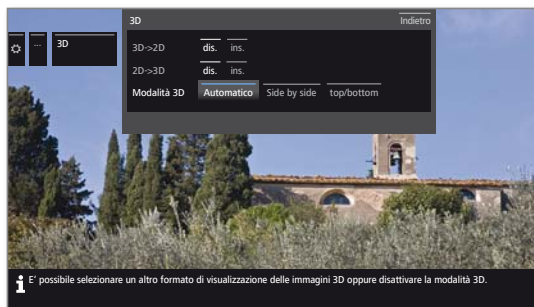 3D
Indietro
... 3D
3D->2D dis. ins.
2D->3D dis. ins.
Modalità 3D Automatico Side by side top/bottom
E' possibile selezionare un altro formato di visualizzazione delle immagini 3D oppure disattivare la modalità 3D.